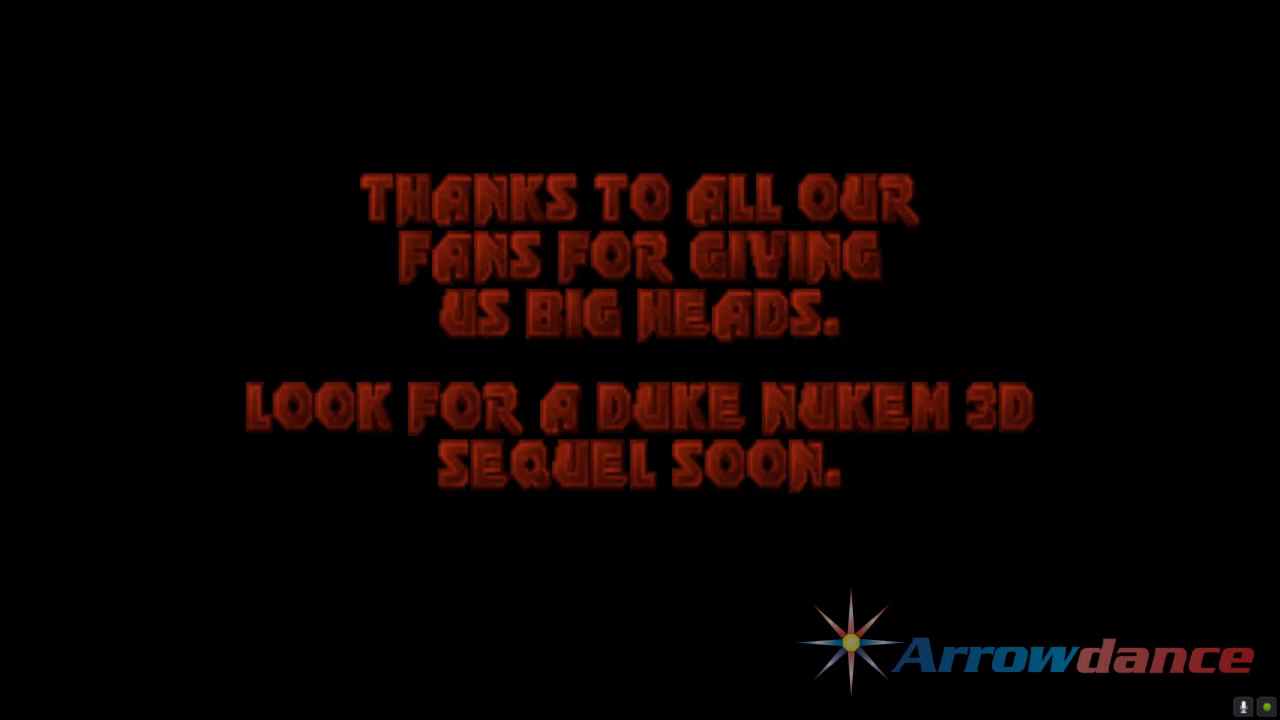 THANKS TO ALL OUR
FANS FOR GIVING
US BIG HEADS.
LOOK FOR A DUKE NUKEM 3D
SEQUEL SOON.
Arrowdance